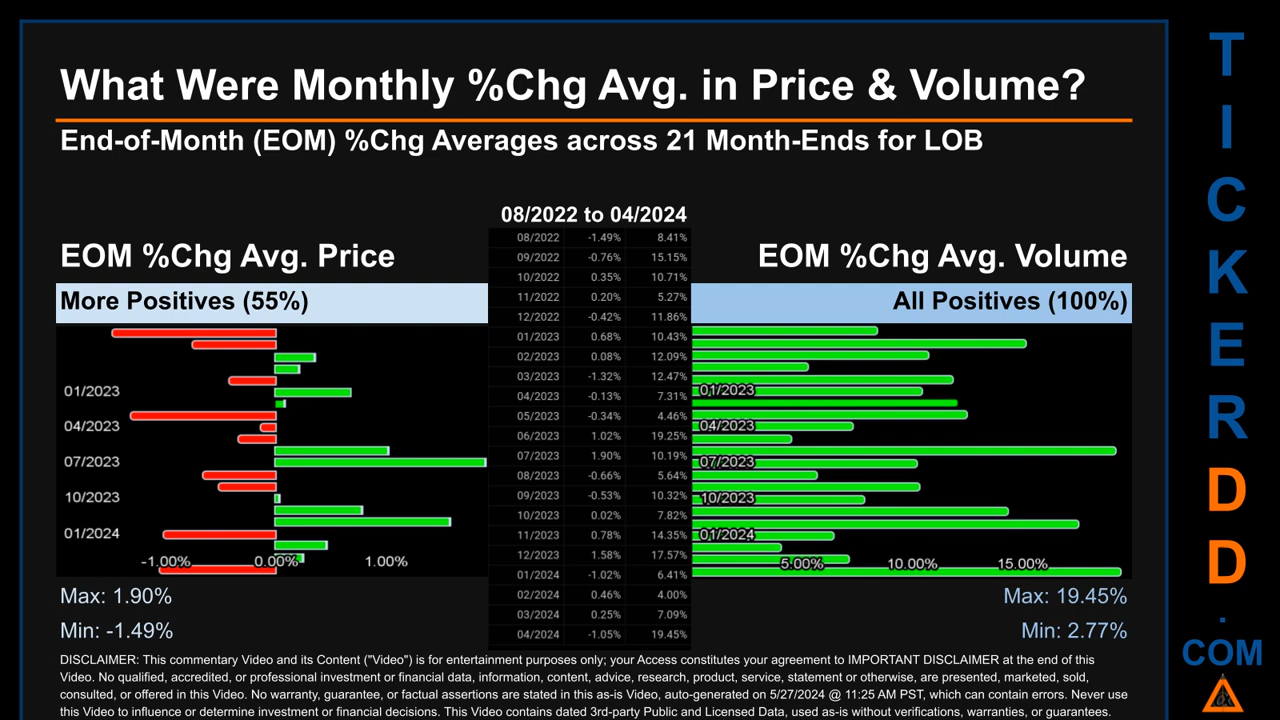 What Were Monthly %Chg Avg. in Price & Volume?
End-of-Month (EOM) %Chg Averages across 21 Month-Ends for LOB
08/2022 to 04/2024
EOM %Chg Avg. Price
EOM %Chg Avg. Volume
More Positives (55%)
All Positives (100%)
08/2022 -1.49% 8.41%
09/2022 -0.76% 15.15%
10/2022 0.35% 10.71%
11/2022 0.20% 5.27%
12/2022 -0.42% 11.86%
01/2023 0.68% 10.43%
02/2023 0.08% 12.09%
03/2023 -1.32% 12.47%
04/2023 -0.13% 7.31%
05/2023 -0.34% 4.46%
06/2023 1.02% 19.25%
07/2023 1.90% 10.19%
08/2023 -0.66% 5.64%
09/2023 -0.53% 10.32%
10/2023 0.02% 7.82%
11/2023 0.78% 14.35%
12/2023 1.58% 17.57%
01/2024 -1.02% 6.41%
02/2024 0.46% 4.00%
03/2024 0.25% 7.09%
04/2024 -1.05% 19.45%
01/2023
04/2023
07/2023
10/2023
01/2024
-1.00% 0.00% 1.00%
01/2023
04/2023
07/2023
10/2023
01/2024
5.00% 10.00% 15.00%
Max: 1.90%
Min: -1.49%
Max: 19.45%
Min: 2.77%
DISCLAIMER: This commentary Video and its Content ("Video") is for entertainment purposes only; your Access constitutes your agreement to IMPORTANT DISCLAIMER at the end of this
Video. No qualified, accredited, or professional investment or financial data, information, content, advice, research, product, service, statement or otherwise, are presented, marketed, sold,
consulted, or offered in this Video. No warranty, guarantee, or factual assertions are stated in this as-is Video, auto-generated on 5/27/2024 @ 11:25 AM PST, which can contain errors. Never use
this Video to influence or determine investment or financial decisions. This Video contains dated 3rd-party Public and Licensed Data, used as-is without verifications, warranties, or guarantees.
T
I
C
K
E
R
D
D
.
COM